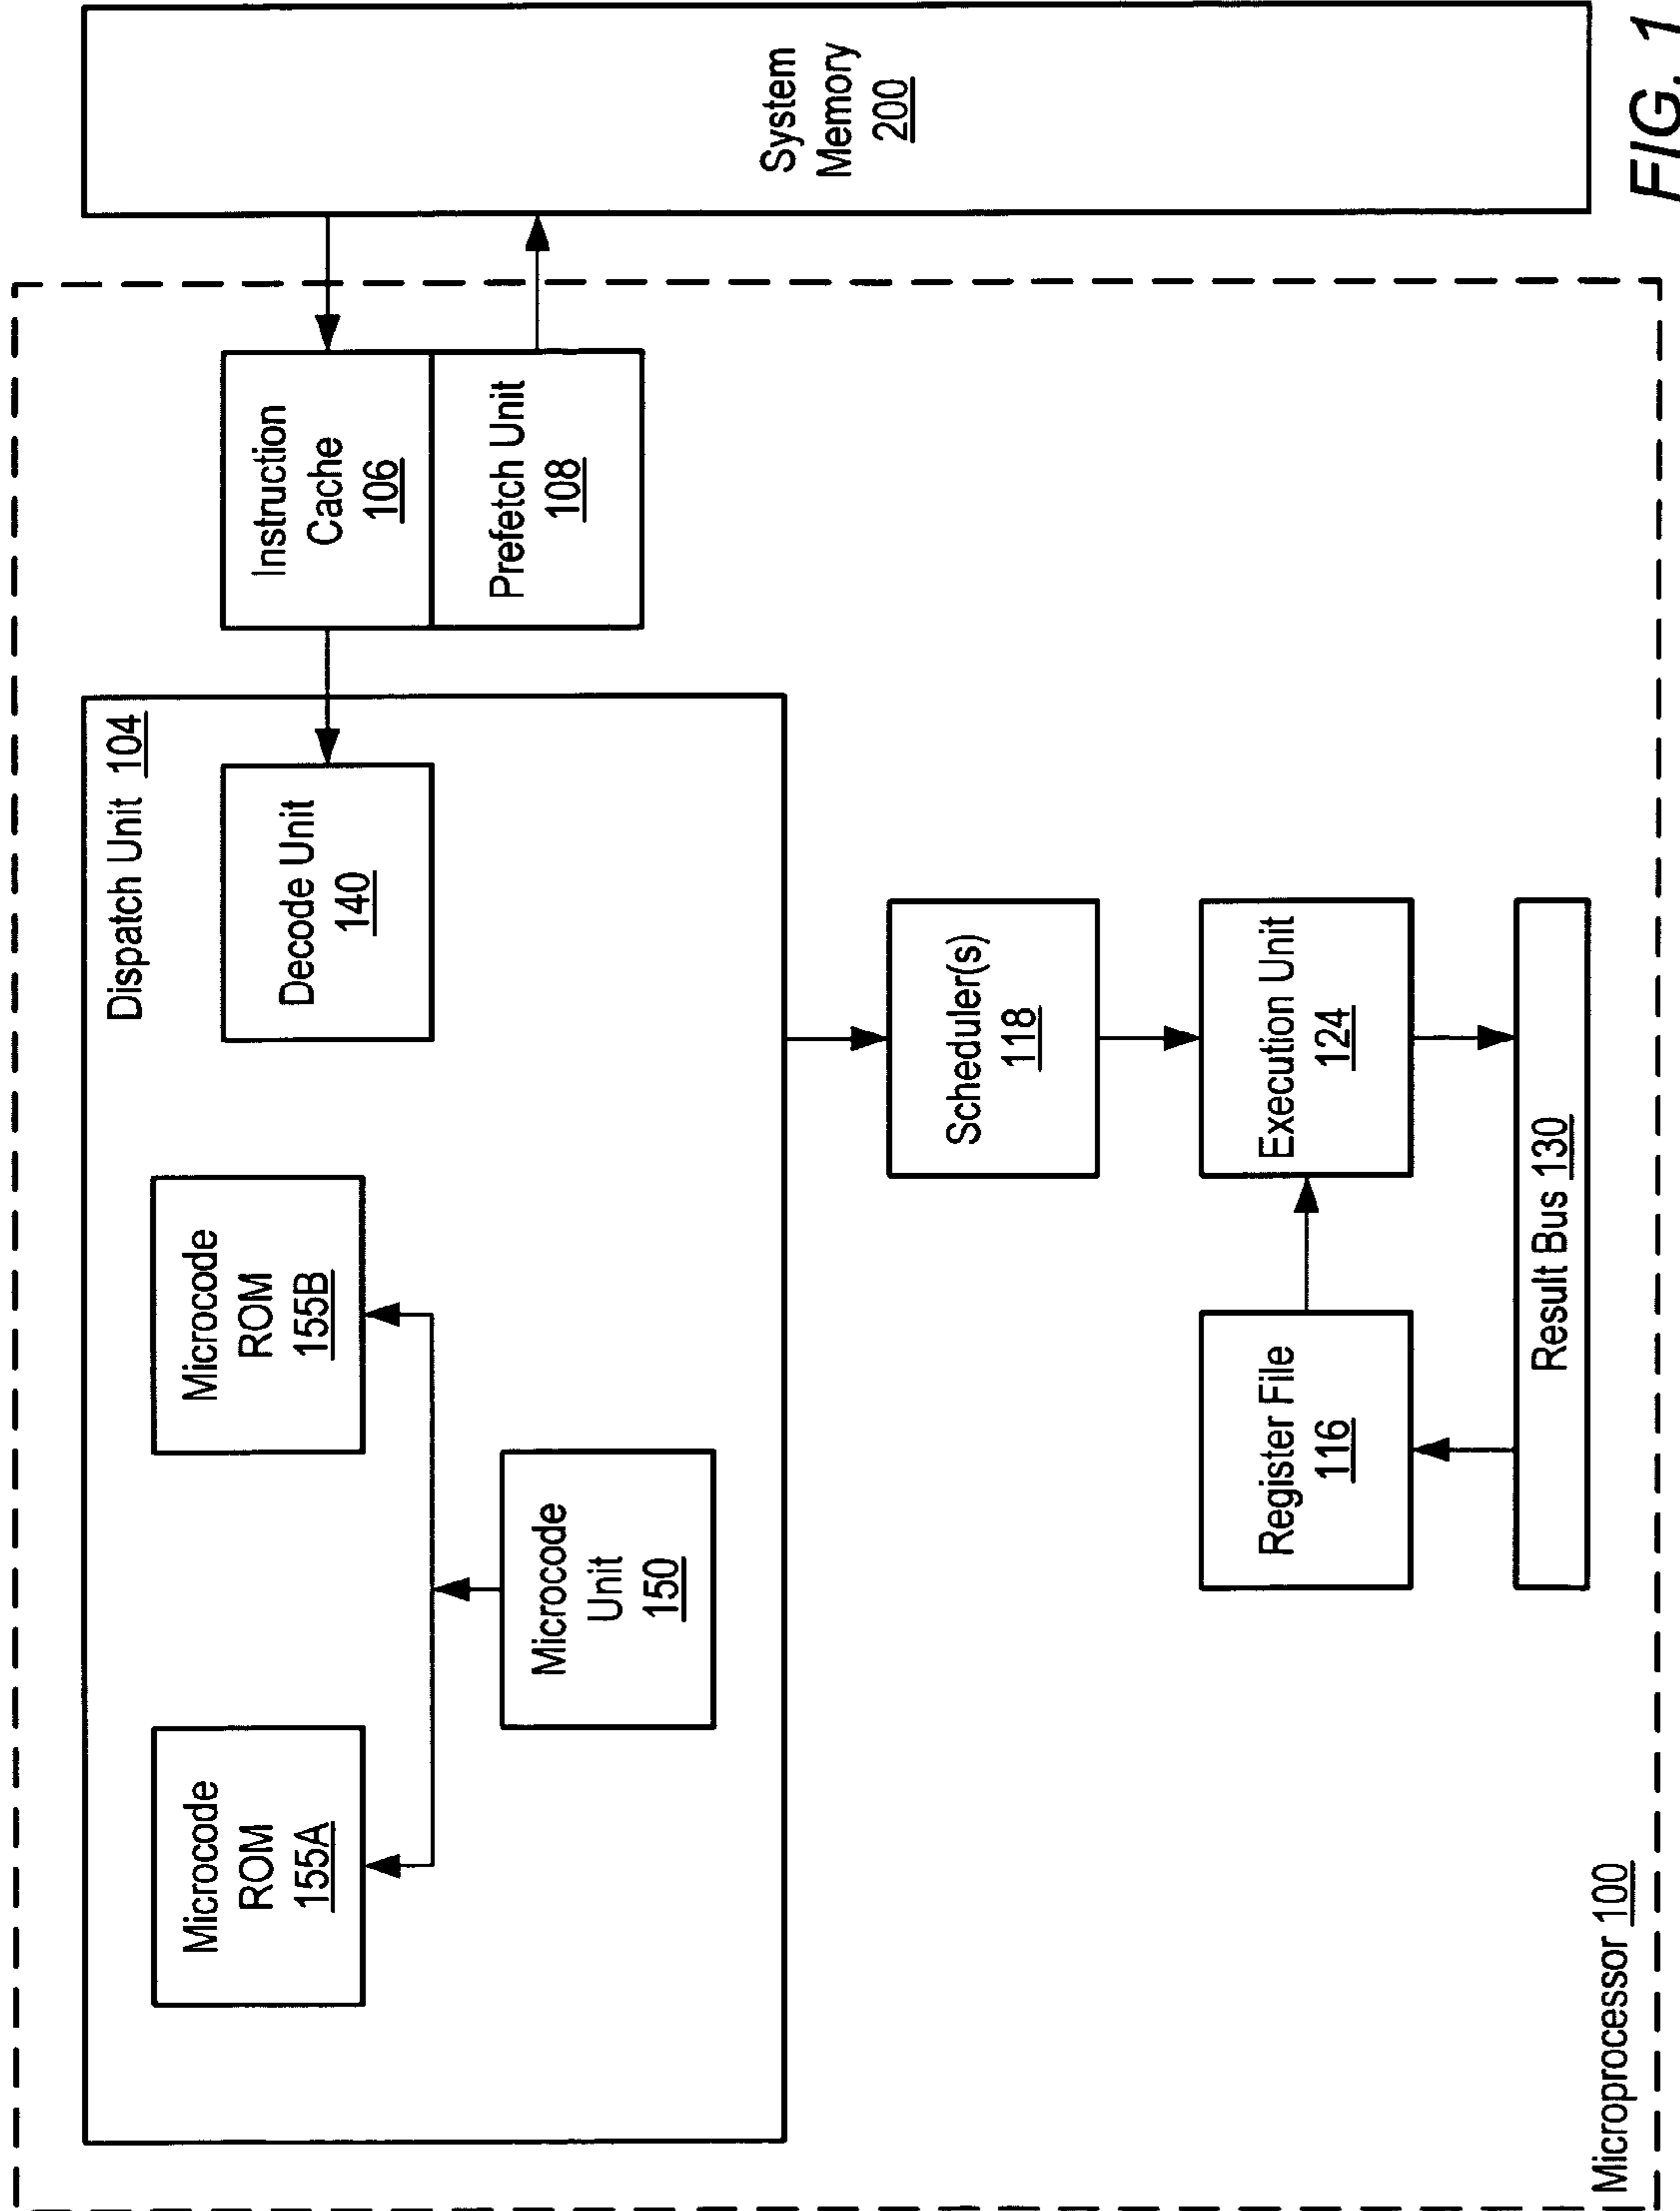 System
Memory
200
Instruction
Cache
106
Prefetch Unit
108
Dispatch Unit 104
Decode Unit
140
Microcode
ROM
155B
Microcode
ROM
155A
Microcode
Unit
150
Scheduler(s)
118
Execution Unit
124
Register File
116
Result Bus 130
Microprocessor 100
FIG. 1